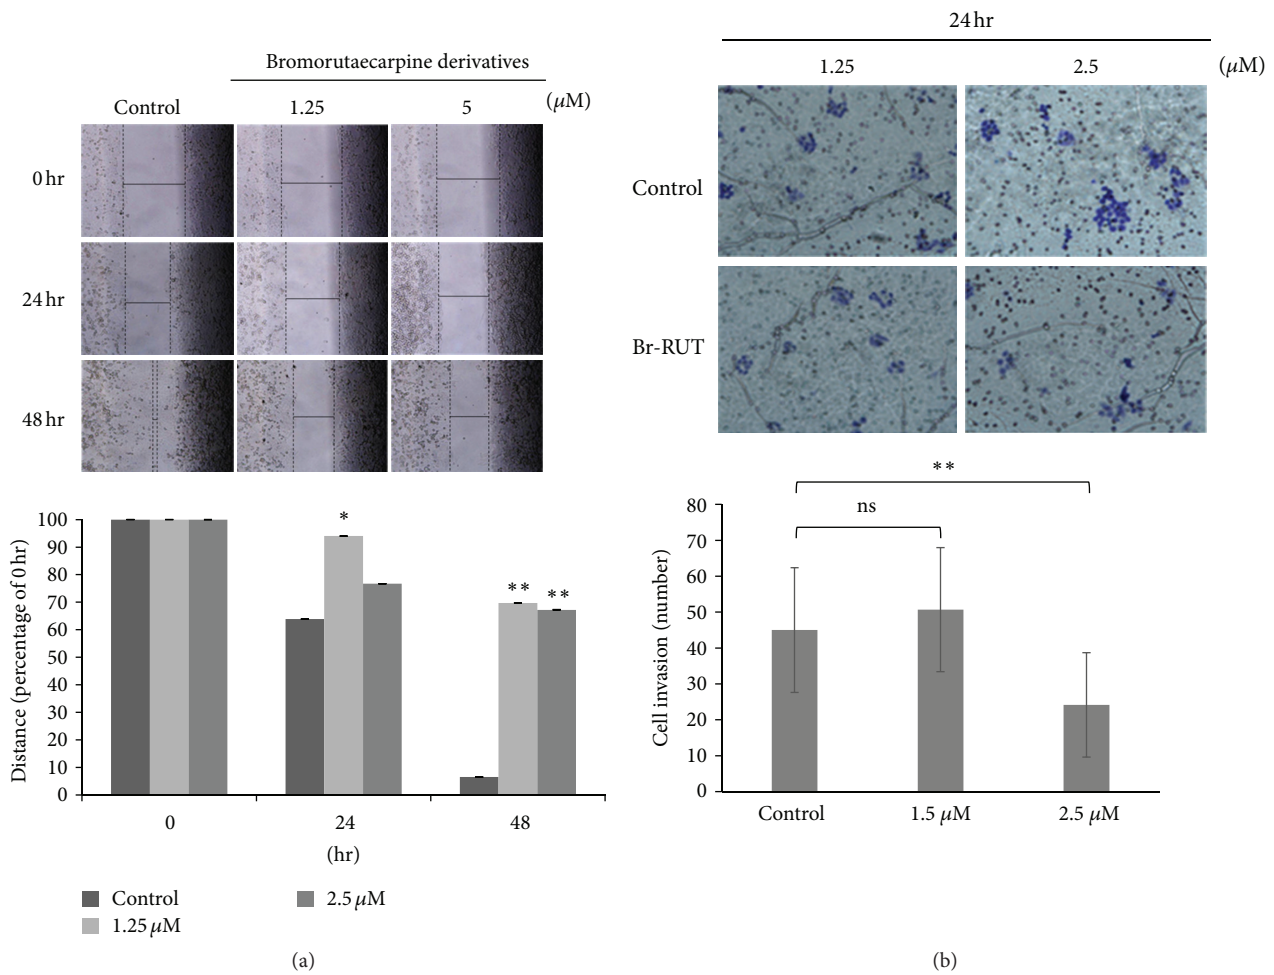 Bromorutaecarpine derivatives
Control 1.25 5 (μM)
0 hr
24 hr
48 hr
Distance (percentage of 0 hr)
100
90
80
70
60
50
40
30
20
10
0
*
** **
0 24 48
(hr)
Control
1.25 μM
2.5 μM
(a)
24 hr
1.25 2.5 (μM)
Control
Br-RUT
Cell invasion (number)
80
70
60
50
40
30
20
10
0
**
ns
Control 1.5 μM 2.5 μM
(b)